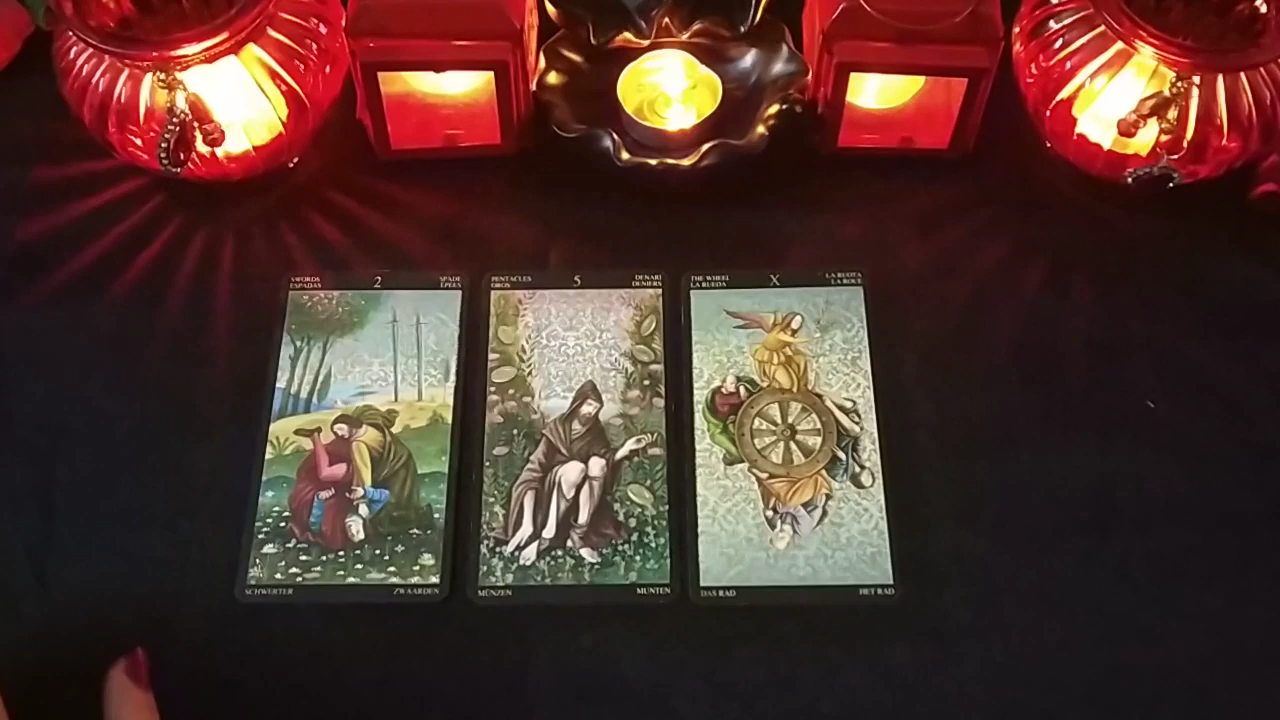 SWORDS
ESPADAS
2
SPADE
EPEES
SCHWERTER
ZWAARDEN
PENTACLES
OROS
5
DENARI
DENIERS
MÜNZEN
MUNTEN
THE WHEEL
LA RUEDA
X
LA RUOTA
LA ROUE
DAS RAD
HET RAD